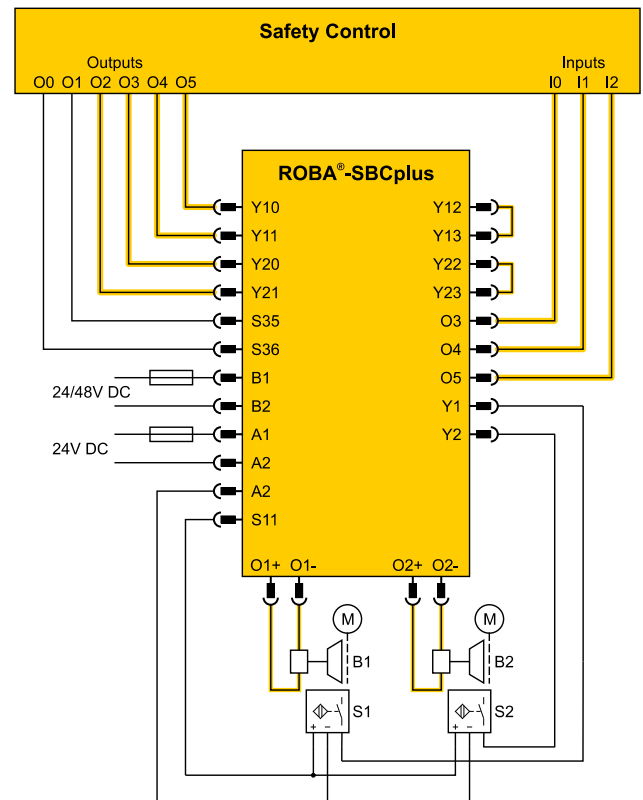 Safety Control
Outputs Inputs
O0 O1 O2 O3 O4 O5 I0 I1 I2
ROBA®-SBCplus
Y10 Y12
Y11 Y13
Y20 Y22
Y21 Y23
S35 O3
S36 O4
B1 O5
24/48V DC
B2 Y1
A1 Y2
24V DC
A2
A2
S11
O1+ O1- O2+ O2-
M M
B1 B2
S1 S2
+ − + −